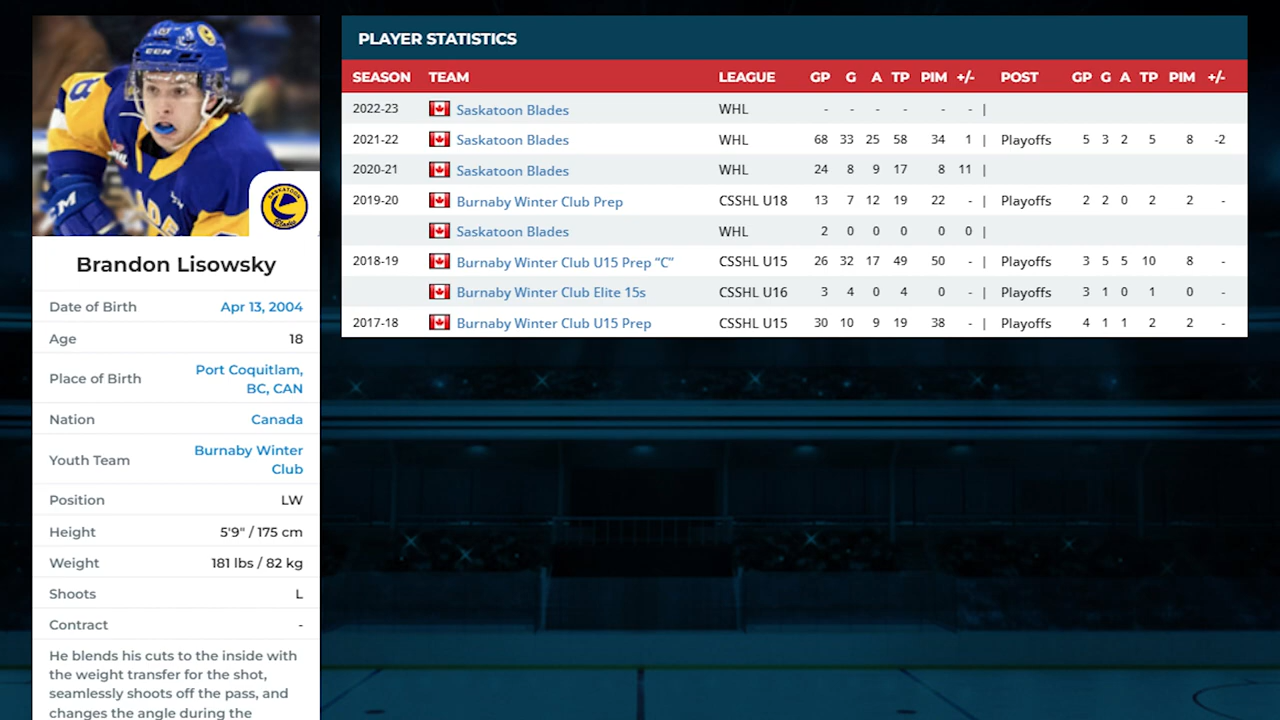 PLAYER STATISTICS
SEASON TEAM LEAGUE GP G A TP PIM +/- POST GP G A TP PIM +/-
2022-23 Saskatoon Blades WHL - - - - - - |
2021-22 Saskatoon Blades WHL 68 33 25 58 34 1 | Playoffs 5 3 2 5 8 -2
2020-21 Saskatoon Blades WHL 24 8 9 17 8 11 |
2019-20 Burnaby Winter Club Prep CSSHL U18 13 7 12 19 22 - | Playoffs 2 2 0 2 2 -
Saskatoon Blades WHL 2 0 0 0 0 0 |
2018-19 Burnaby Winter Club U15 Prep “C” CSSHL U15 26 32 17 49 50 - | Playoffs 3 5 5 10 8 -
Burnaby Winter Club Elite 15s CSSHL U16 3 4 0 4 0 - | Playoffs 3 1 0 1 0 -
2017-18 Burnaby Winter Club U15 Prep CSSHL U15 30 10 9 19 38 - | Playoffs 4 1 1 2 2 -
CCM
SASKATOON
Blades
Brandon Lisowsky
Date of Birth Apr 13, 2004
Age 18
Place of Birth Port Coquitlam,
BC, CAN
Nation Canada
Youth Team Burnaby Winter
Club
Position LW
Height 5'9" / 175 cm
Weight 181 lbs / 82 kg
Shoots L
Contract -
He blends his cuts to the inside with
the weight transfer for the shot,
seamlessly shoots off the pass, and
changes the angle during the